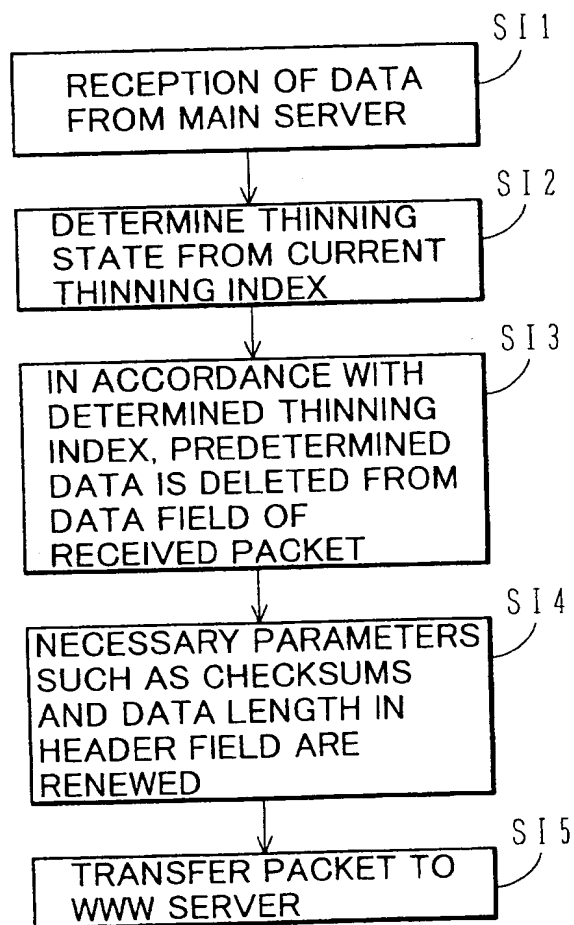 SI1
RECEPTION OF DATA
FROM MAIN SERVER
SI2
DETERMINE THINNING
STATE FROM CURRENT
THINNING INDEX
SI3
IN ACCORDANCE WITH
DETERMINED THINNING
INDEX, PREDETERMINED
DATA IS DELETED FROM
DATA FIELD OF
RECEIVED PACKET
SI4
NECESSARY PARAMETERS
SUCH AS CHECKSUMS
AND DATA LENGTH IN
HEADER FIELD ARE
RENEWED
SI5
TRANSFER PACKET TO
WWW SERVER